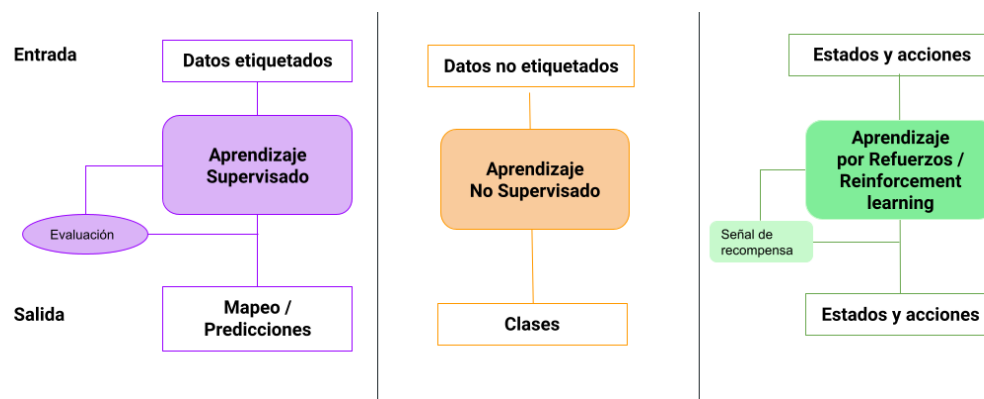 Entrada
Datos etiquetados
Aprendizaje
Supervisado
Evaluación
Salida
Mapeo /
Predicciones
Datos no etiquetados
Aprendizaje
No Supervisado
Clases
Estados y acciones
Aprendizaje
por Refuerzos /
Reinforcement
learning
Señal de
recompensa
Estados y acciones